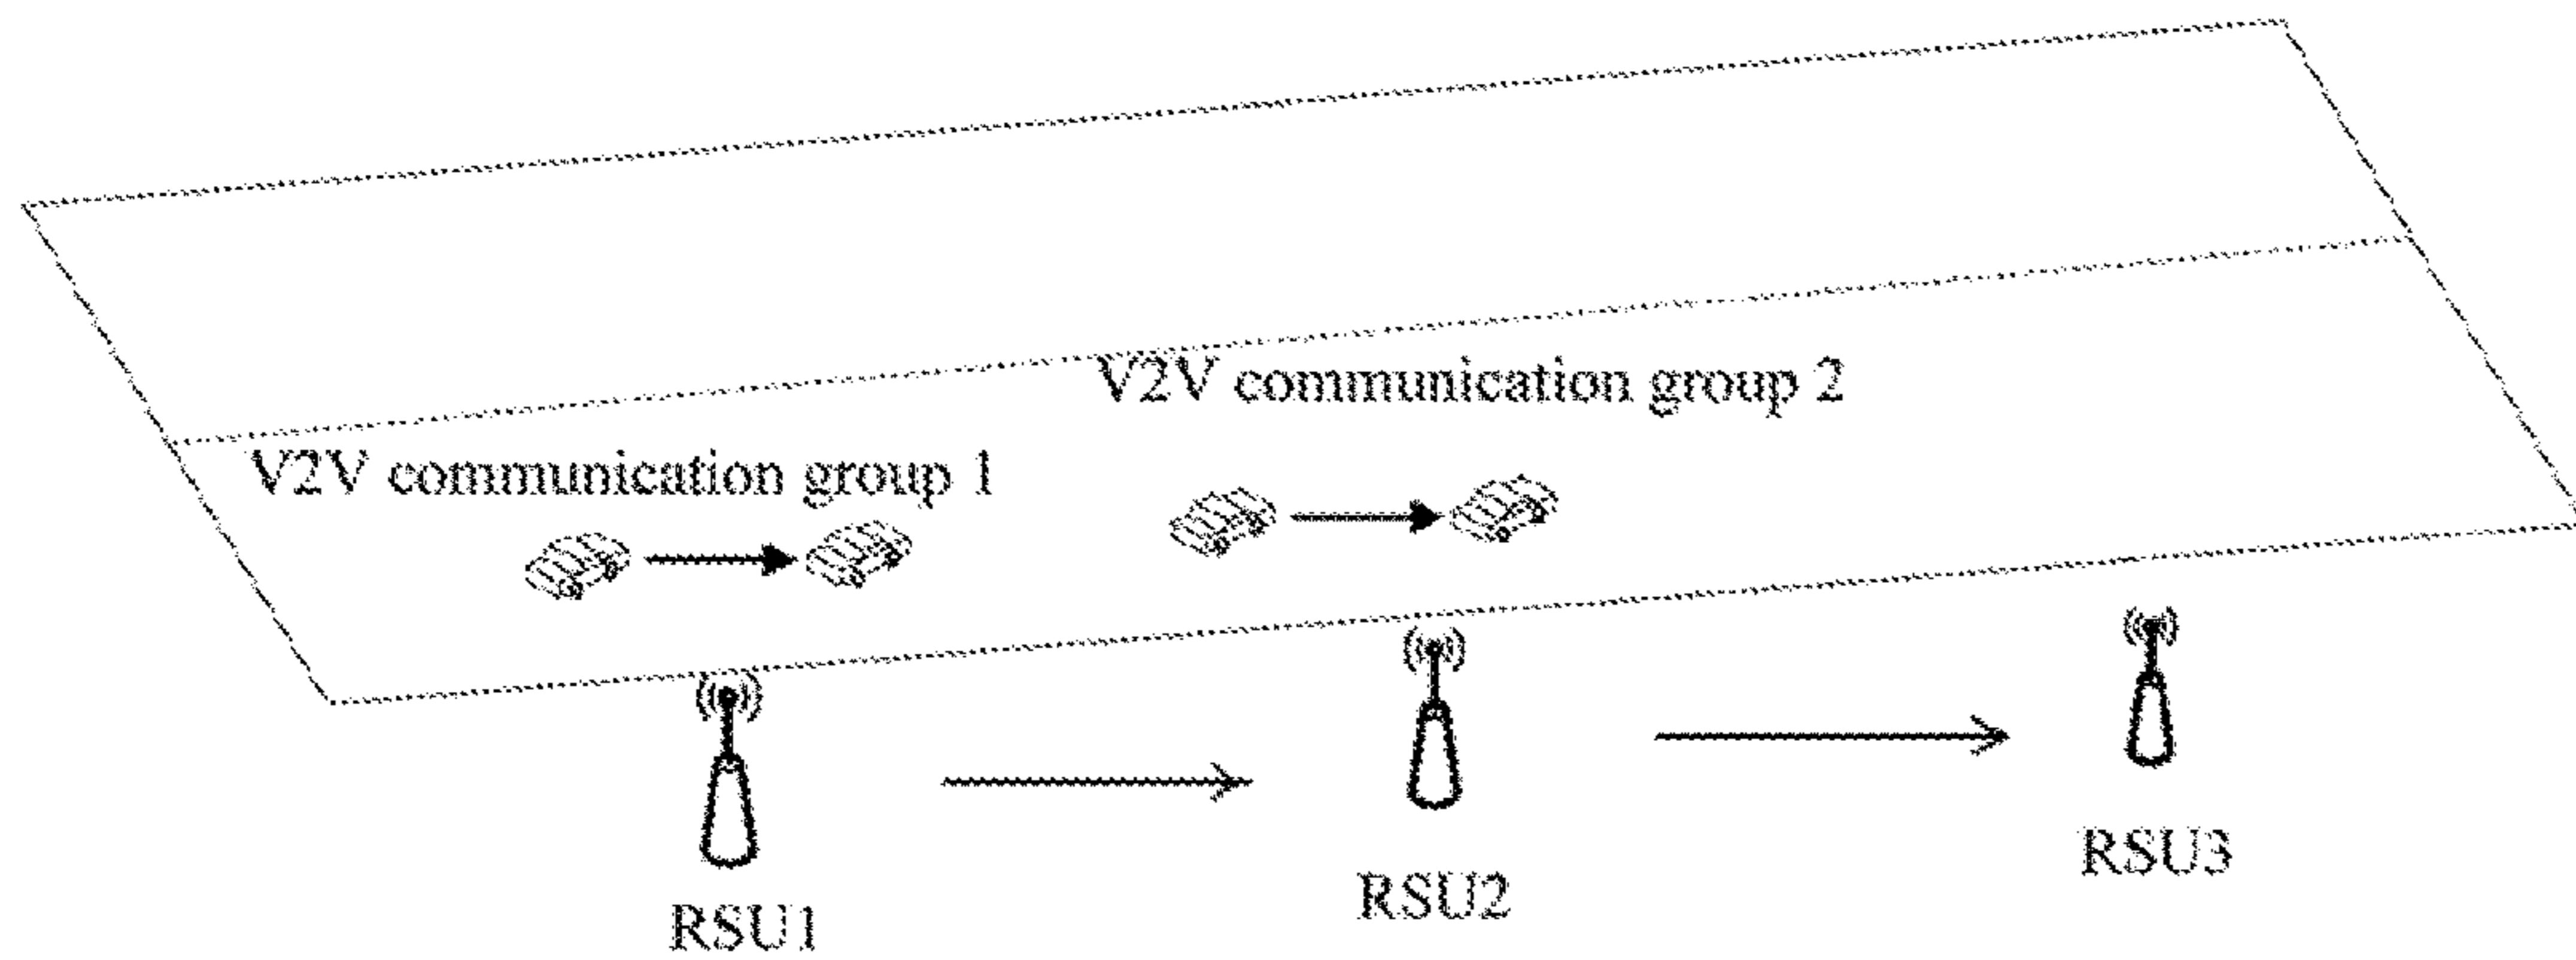 V2V communication group 2
V2V communication group 1
RSU1
RSU2
RSU3